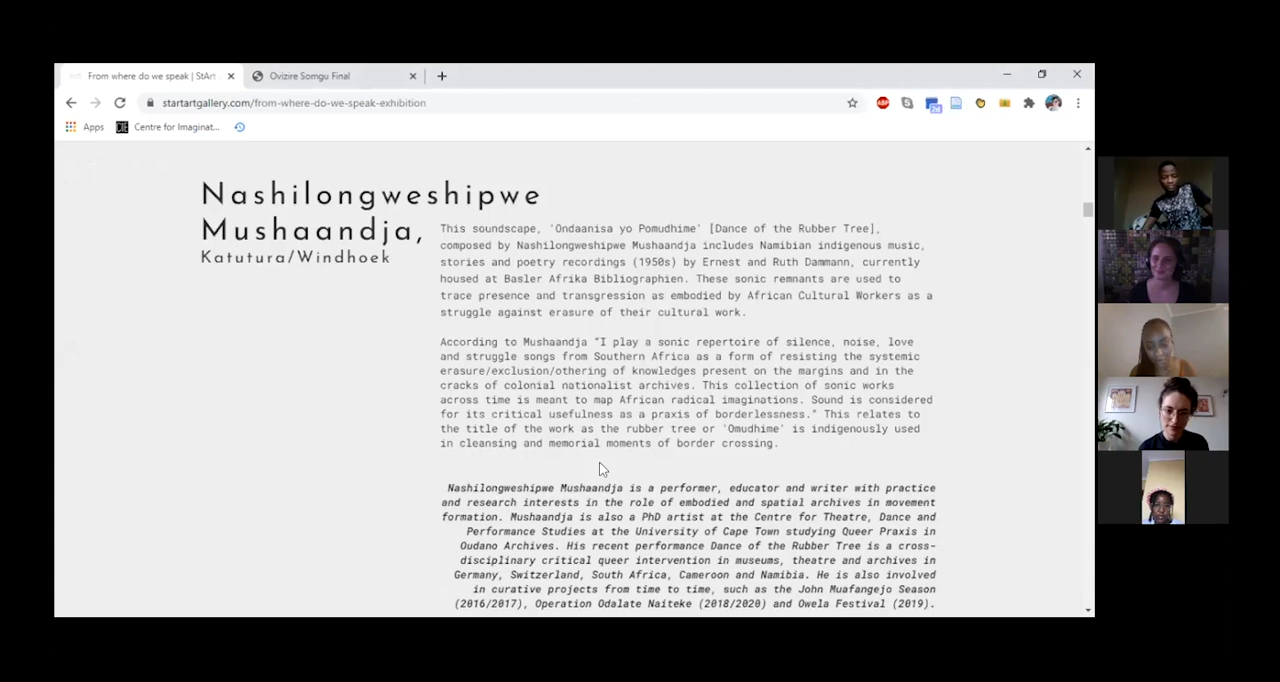 From where do we speak | StArt
Ovizire Somgu Final
startartgallery.com/from-where-do-we-speak-exhibition
Apps
Centre for Imaginat...
Nashilongweshipwe
Mushaandja,
Katutura/Windhoek
This soundscape, 'Ondaanisa yo Pomudhime' [Dance of the Rubber Tree],
composed by Nashilongweshipwe Mushaandja includes Namibian indigenous music,
stories and poetry recordings (1950s) by Ernest and Ruth Dammann, currently
housed at Basler Afrika Bibliographien. These sonic remnants are used to
trace presence and transgression as embodied by African Cultural Workers as a
struggle against erasure of their cultural work.
According to Mushaandja "I play a sonic repertoire of silence, noise, love
and struggle songs from Southern Africa as a form of resisting the systemic
erasure/exclusion/othering of knowledges present on the margins and in the
cracks of colonial nationalist archives. This collection of sonic works
across time is meant to map African radical imaginations. Sound is considered
for its critical usefulness as a praxis of borderlessness." This relates to
the title of the work as the rubber tree or 'Omudhime' is indigenously used
in cleansing and memorial moments of border crossing.
Nashilongweshipwe Mushaandja is a performer, educator and writer with practice
and research interests in the role of embodied and spatial archives in movement
formation. Mushaandja is also a PhD artist at the Centre for Theatre, Dance and
Performance Studies at the University of Cape Town studying Queer Praxis in
Oudano Archives. His recent performance Dance of the Rubber Tree is a cross-
disciplinary critical queer intervention in museums, theatre and archives in
Germany, Switzerland, South Africa, Cameroon and Namibia. He is also involved
in curative projects from time to time, such as the John Muafangejo Season
(2016/2017), Operation Odalate Naiteke (2018/2020) and Owela Festival (2019).